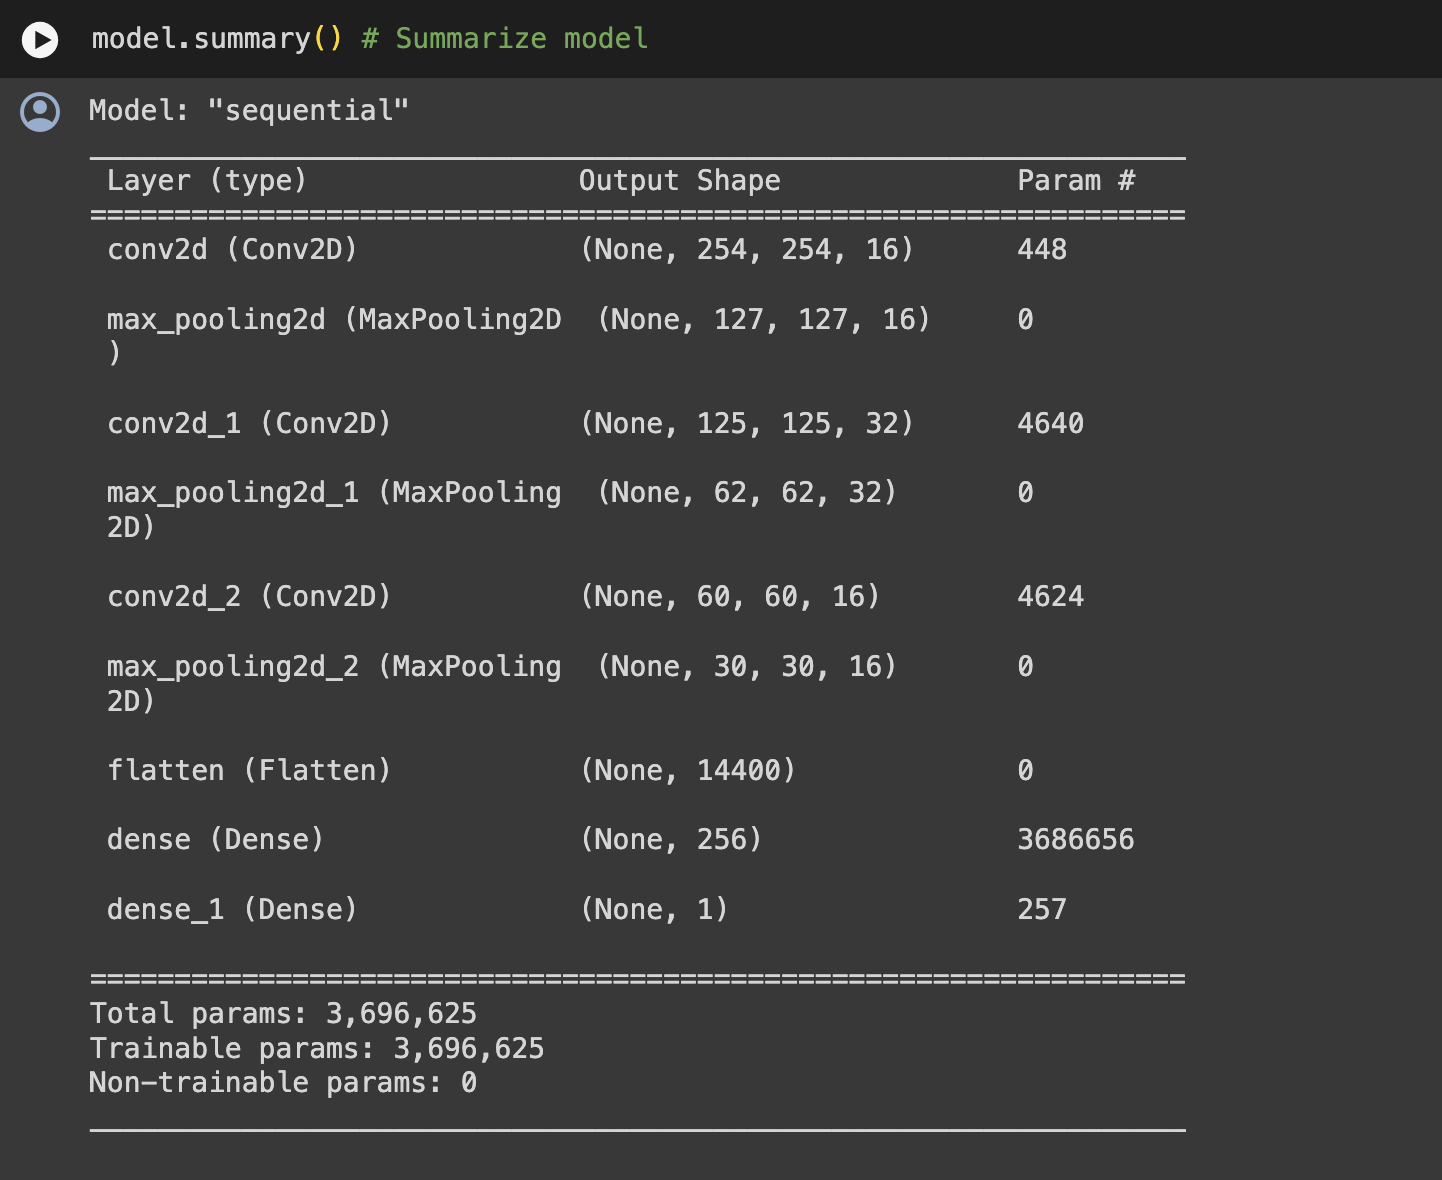 model.summary() # Summarize model
Model: "sequential"
_________________________________________________________________
Layer (type) Output Shape Param #
=================================================================
conv2d (Conv2D) (None, 254, 254, 16) 448
max_pooling2d (MaxPooling2D (None, 127, 127, 16) 0
)
conv2d_1 (Conv2D) (None, 125, 125, 32) 4640
max_pooling2d_1 (MaxPooling (None, 62, 62, 32) 0
2D)
conv2d_2 (Conv2D) (None, 60, 60, 16) 4624
max_pooling2d_2 (MaxPooling (None, 30, 30, 16) 0
2D)
flatten (Flatten) (None, 14400) 0
dense (Dense) (None, 256) 3686656
dense_1 (Dense) (None, 1) 257
=================================================================
Total params: 3,696,625
Trainable params: 3,696,625
Non-trainable params: 0
_________________________________________________________________